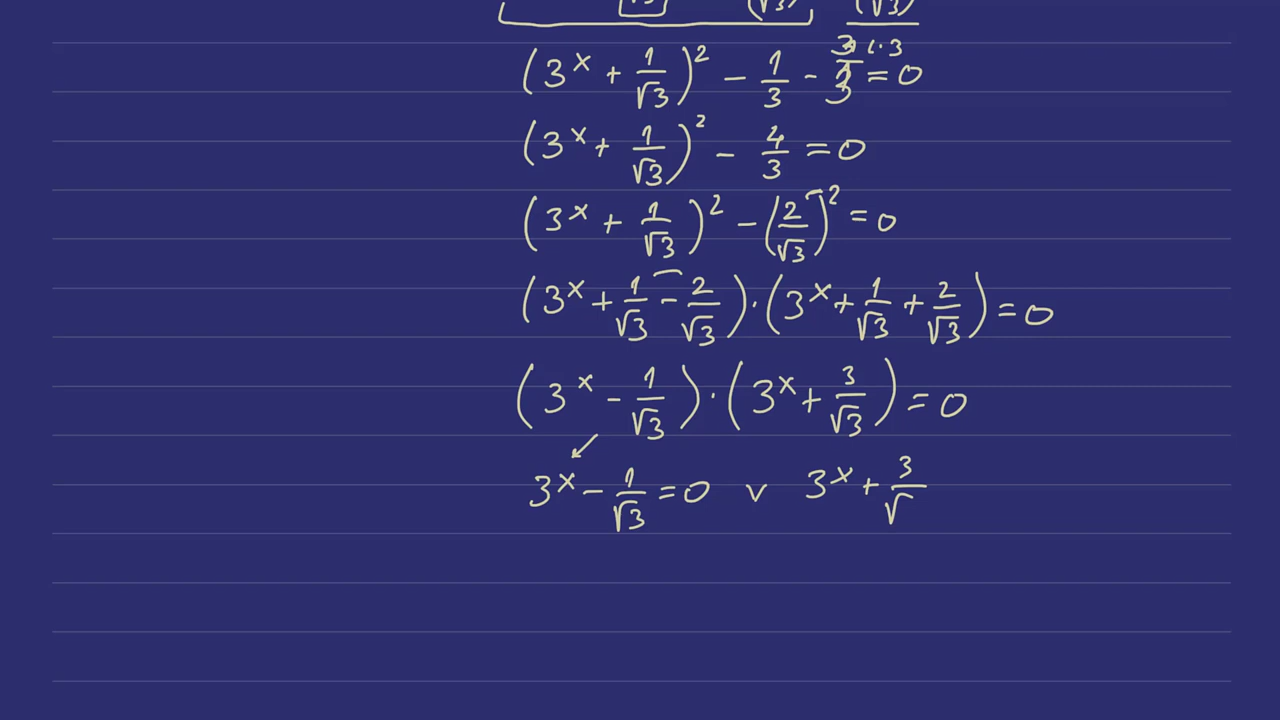 (3^x + 1/√3)² − 1/3 − 3/3 = 0
(3^x + 1/√3)² − 4/3 = 0
(3^x + 1/√3)² − (2/√3)² = 0
(3^x + 1/√3 − 2/√3) · (3^x + 1/√3 + 2/√3) = 0
(3^x − 1/√3) · (3^x + 3/√3) = 0
3^x − 1/√3 = 0 v 3^x + 3/√